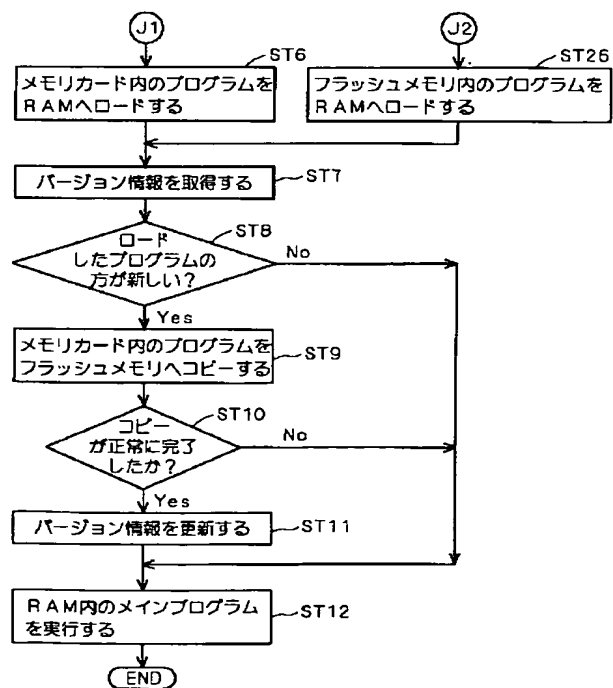 J1
J2
ST6
ST26
メモリカード内のプログラムを
RAMへロードする
フラッシュメモリ内のプログラムを
RAMへロードする
バージョン情報を取得する
ST7
ロード
したプログラムの
方が新しい?
ST8
No
Yes
メモリカード内のプログラムを
フラッシュメモリへコピーする
ST9
コピー
が正常に完了
したか?
ST10
No
Yes
バージョン情報を更新する
ST11
RAM内のメインプログラム
を実行する
ST12
END